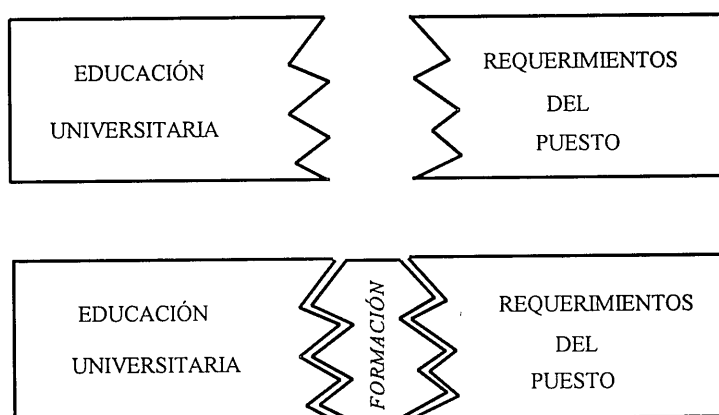 EDUCACIÓN
UNIVERSITARIA
REQUERIMIENTOS
DEL
PUESTO
EDUCACIÓN
UNIVERSITARIA
FORMACIÓN
REQUERIMIENTOS
DEL
PUESTO